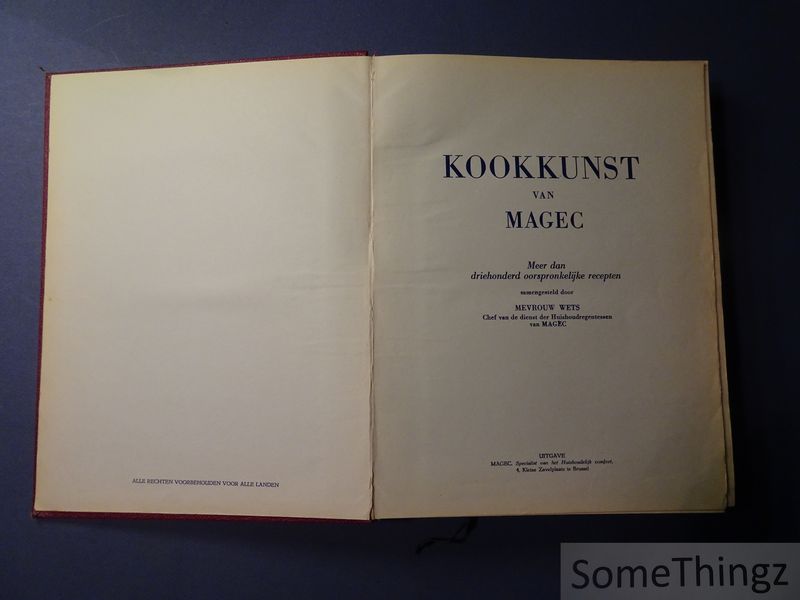 ALLE RECHTEN VOORBEHOUDEN VOOR ALLE LANDEN
KOOKKUNST
VAN
MAGEC
Meer dan
driehonderd oorspronkelijke recepten
samengesteld door
MEVROUW WETS
Chef van de dienst der Huishoudregentessen
van MAGEC
UITGAVE
MAGEC, Specialist van het Huishoudelijk comfort,
4, Kleine Zavelplaats te Brussel
SomeThingz